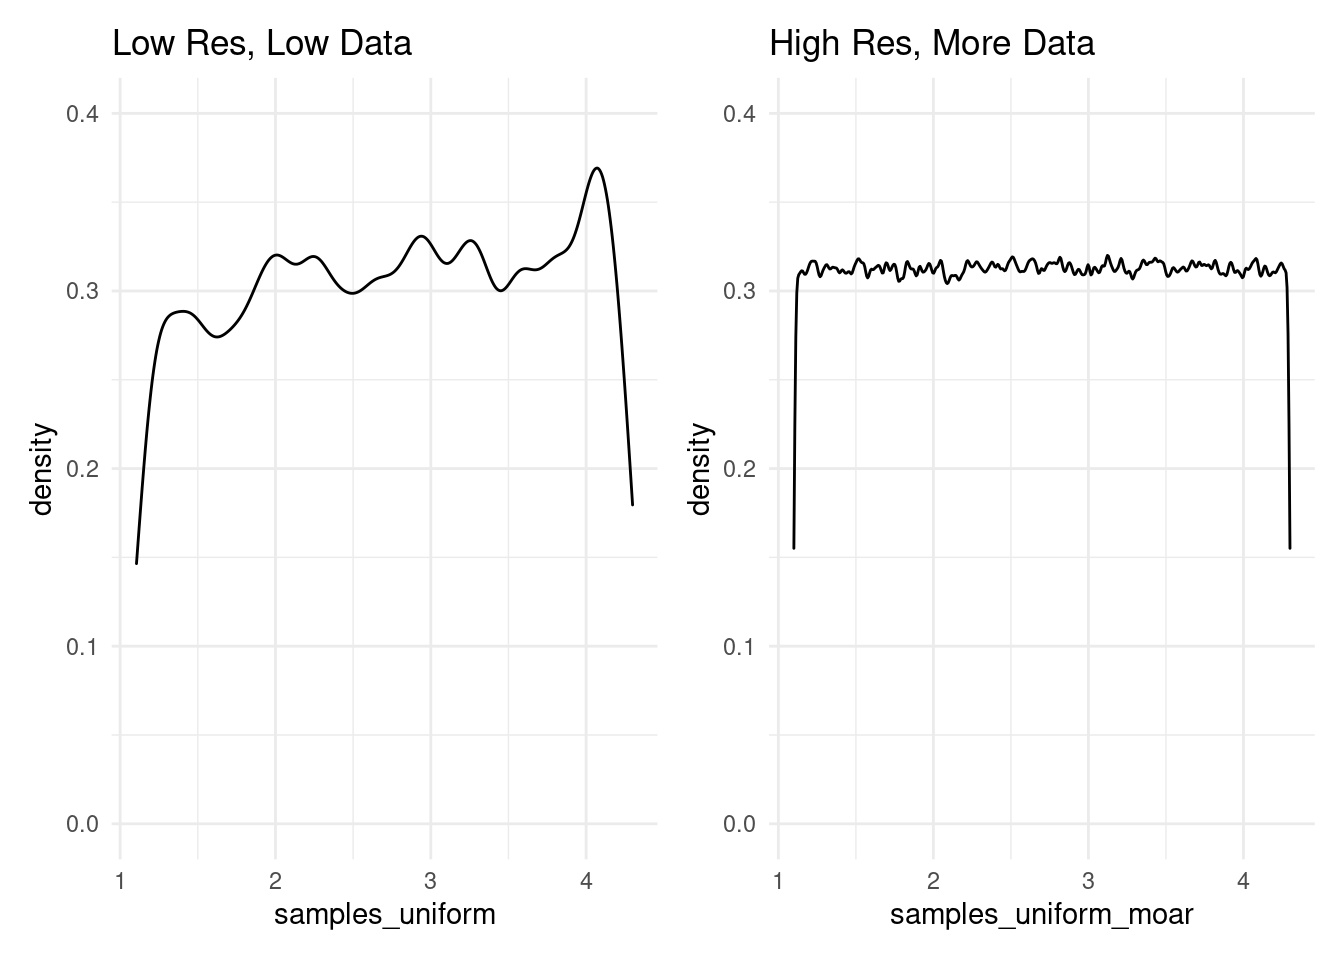 Low Res, Low Data
0.4
0.3
0.2
0.1
0.0
density
1 2 3 4
samples_uniform
High Res, More Data
0.4
0.3
0.2
0.1
0.0
density
1 2 3 4
samples_uniform_moar